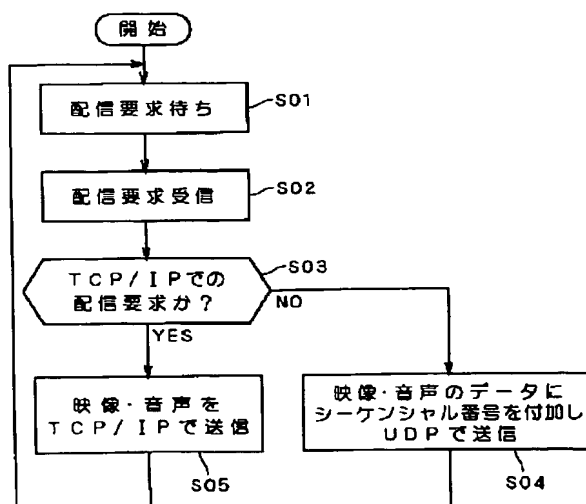 開始
配信要求待ち
S01
配信要求受信
S02
TCP/IPでの
配信要求か?
S03
NO
YES
映像・音声を
TCP/IPで送信
S05
映像・音声のデータに
シーケンシャル番号を付加し
UDPで送信
S04